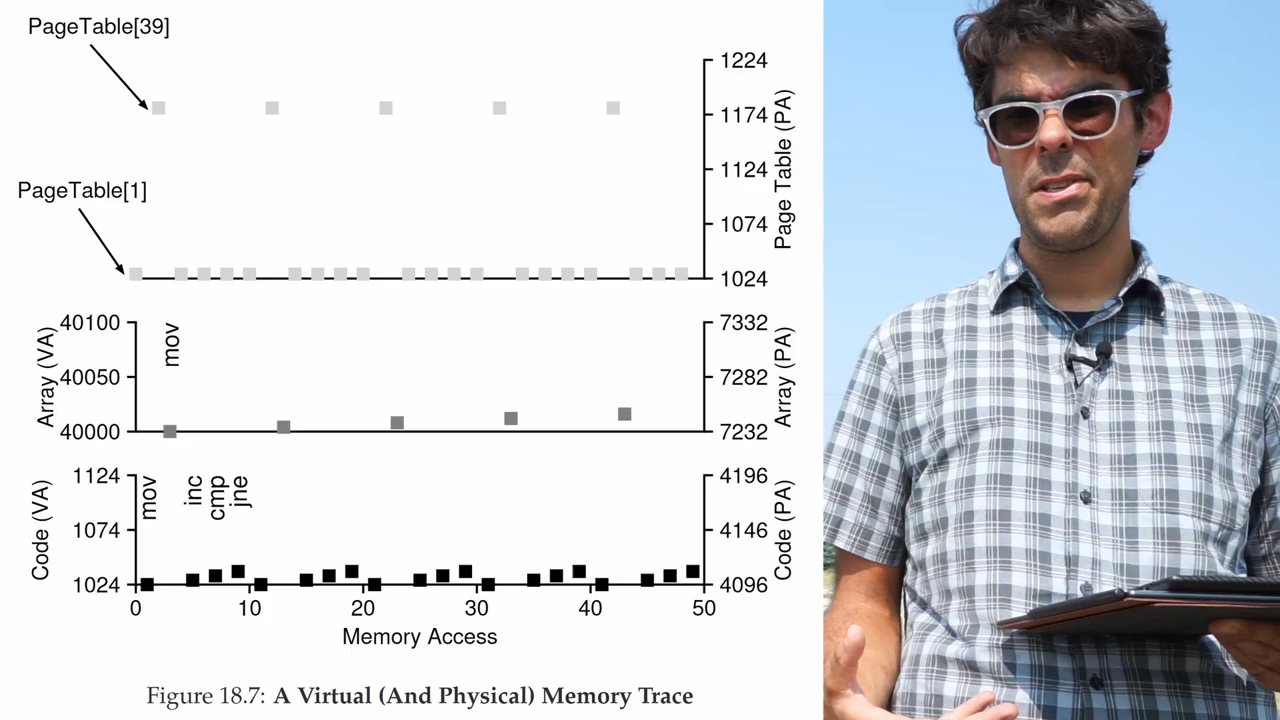 PageTable[39]
1224
1174
1124
1074
1024
Page Table (PA)
PageTable[1]
40100
40050
40000
Array (VA)
mov
7332
7282
7232
Array (PA)
1124
1074
1024
Code (VA)
mov
inc
cmp
jne
4196
4146
4096
Code (PA)
0 10 20 30 40 50
Memory Access
Figure 18.7: A Virtual (And Physical) Memory Trace